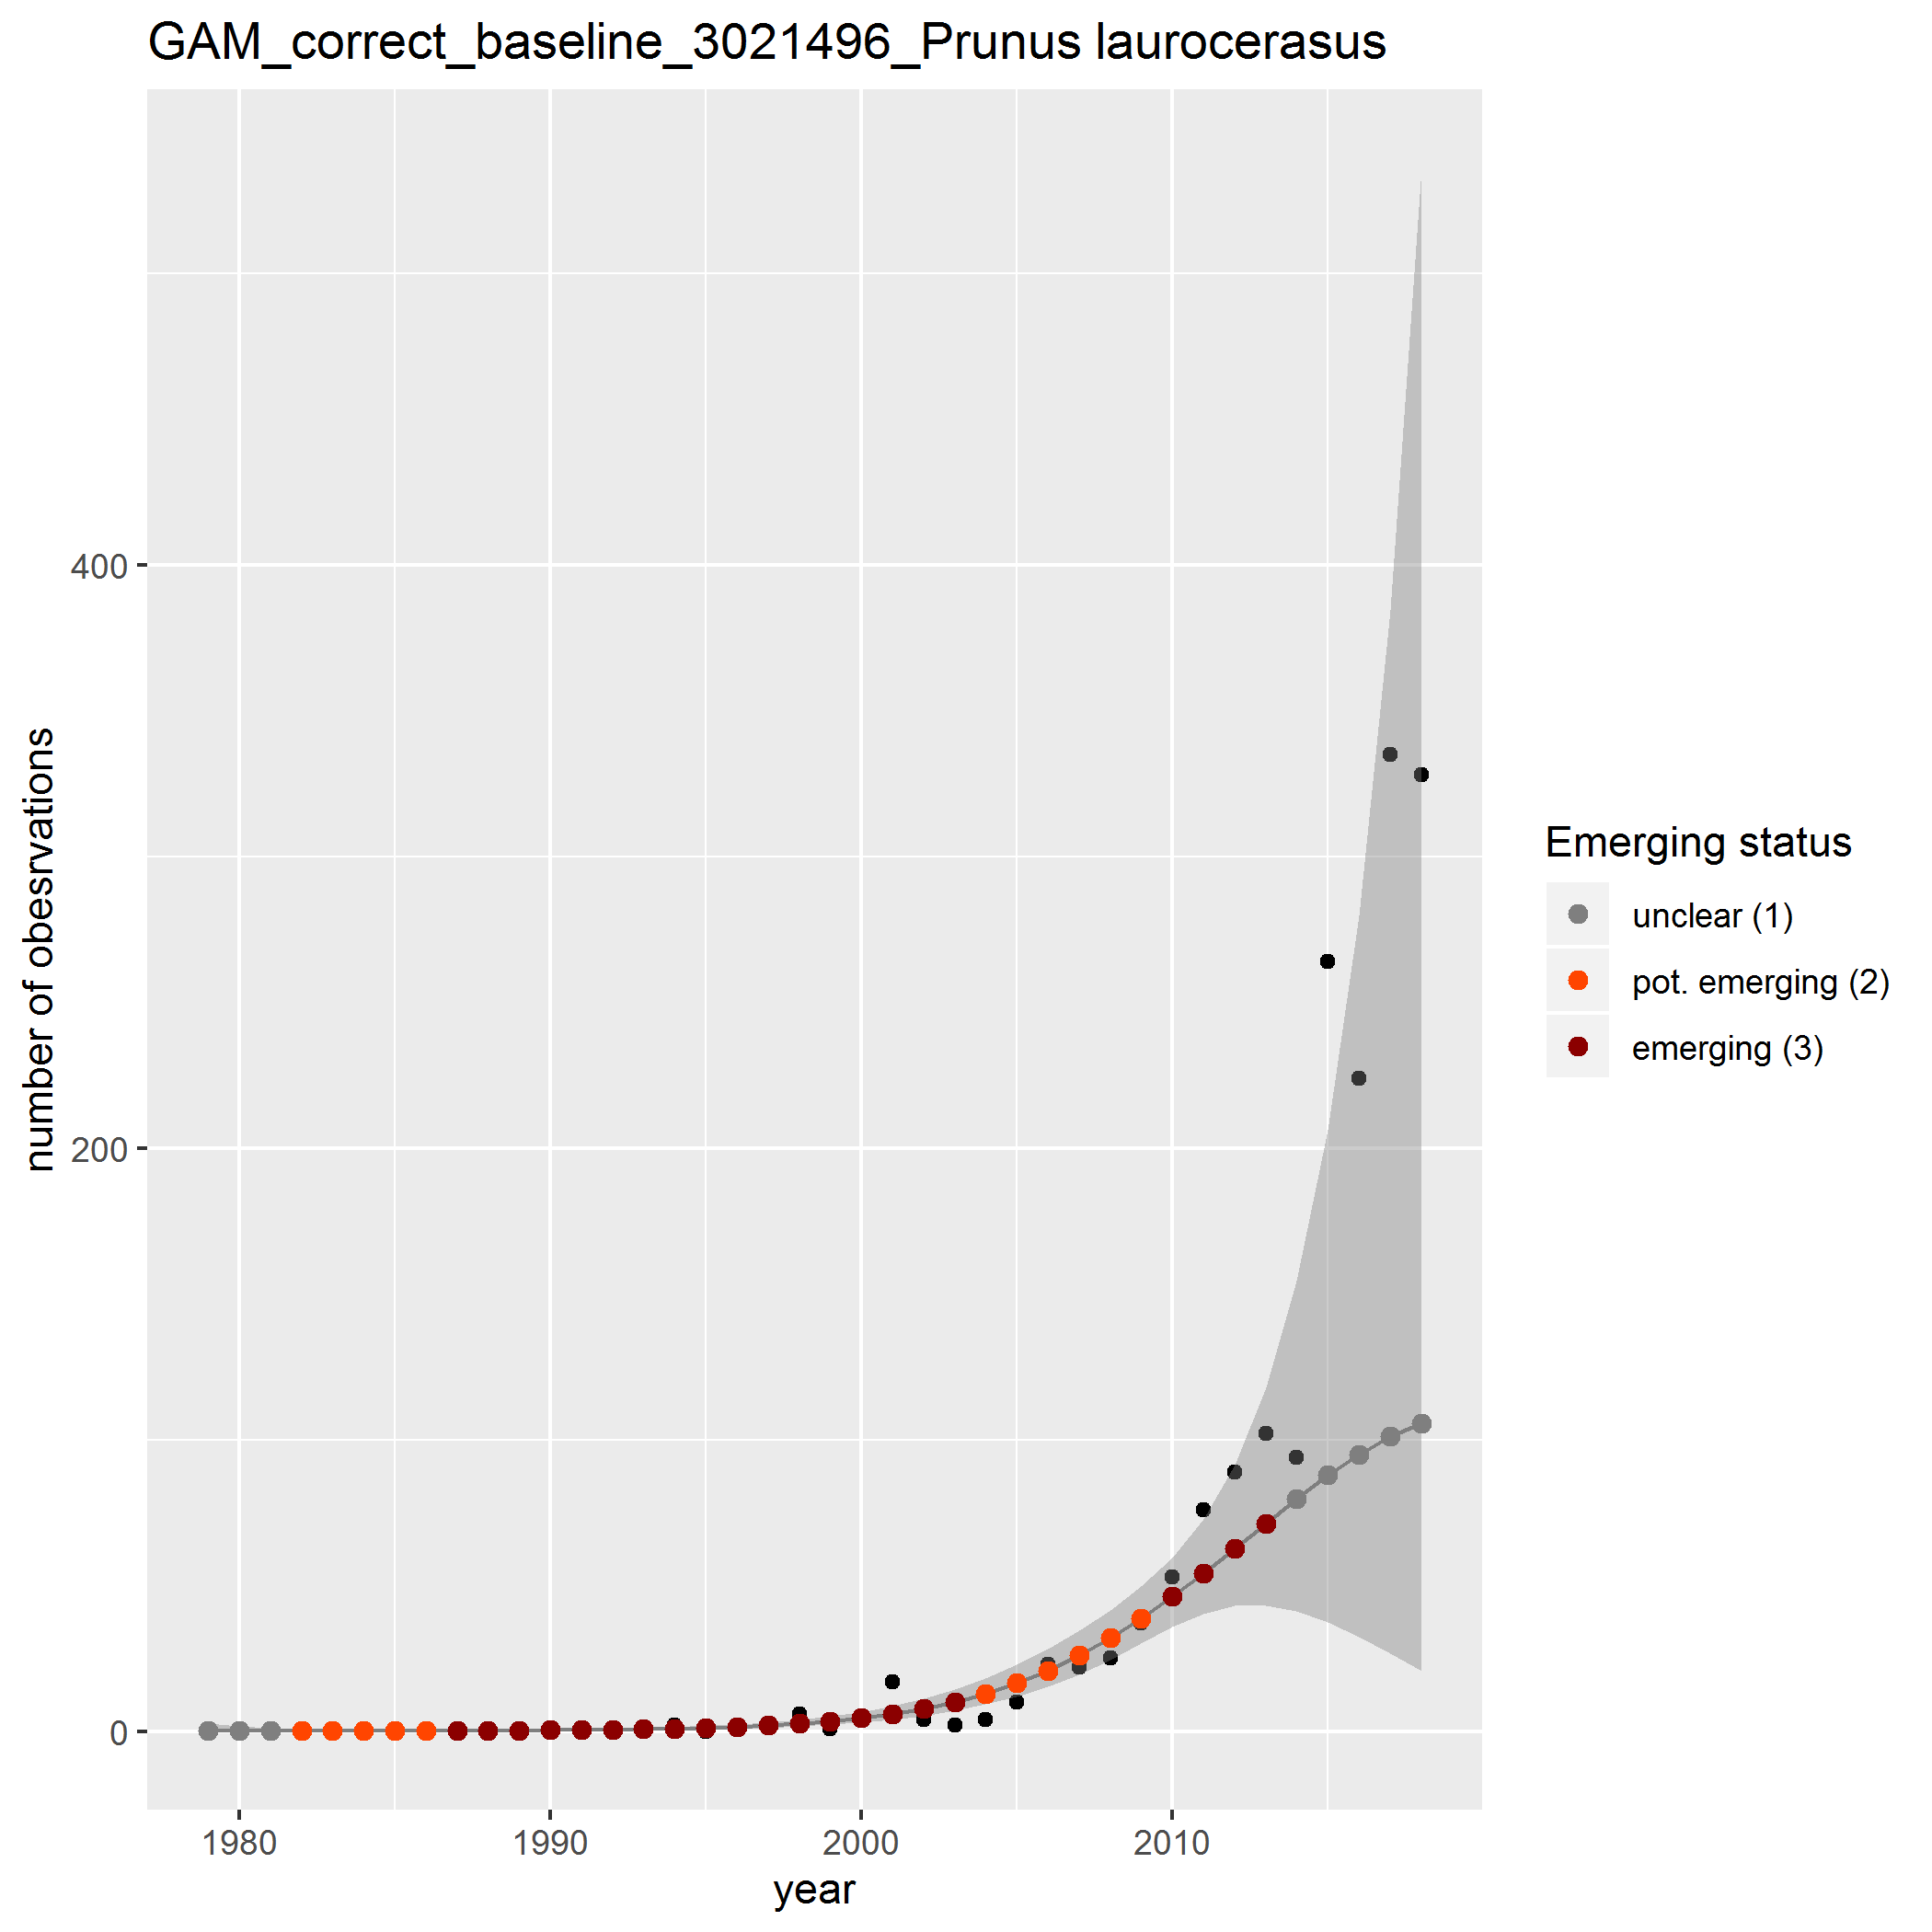 GAM_correct_baseline_3021496_Prunus laurocerasus
number of obesrvations
400
200
0
1980
1990
2000
2010
year
Emerging status
unclear (1)
pot. emerging (2)
emerging (3)